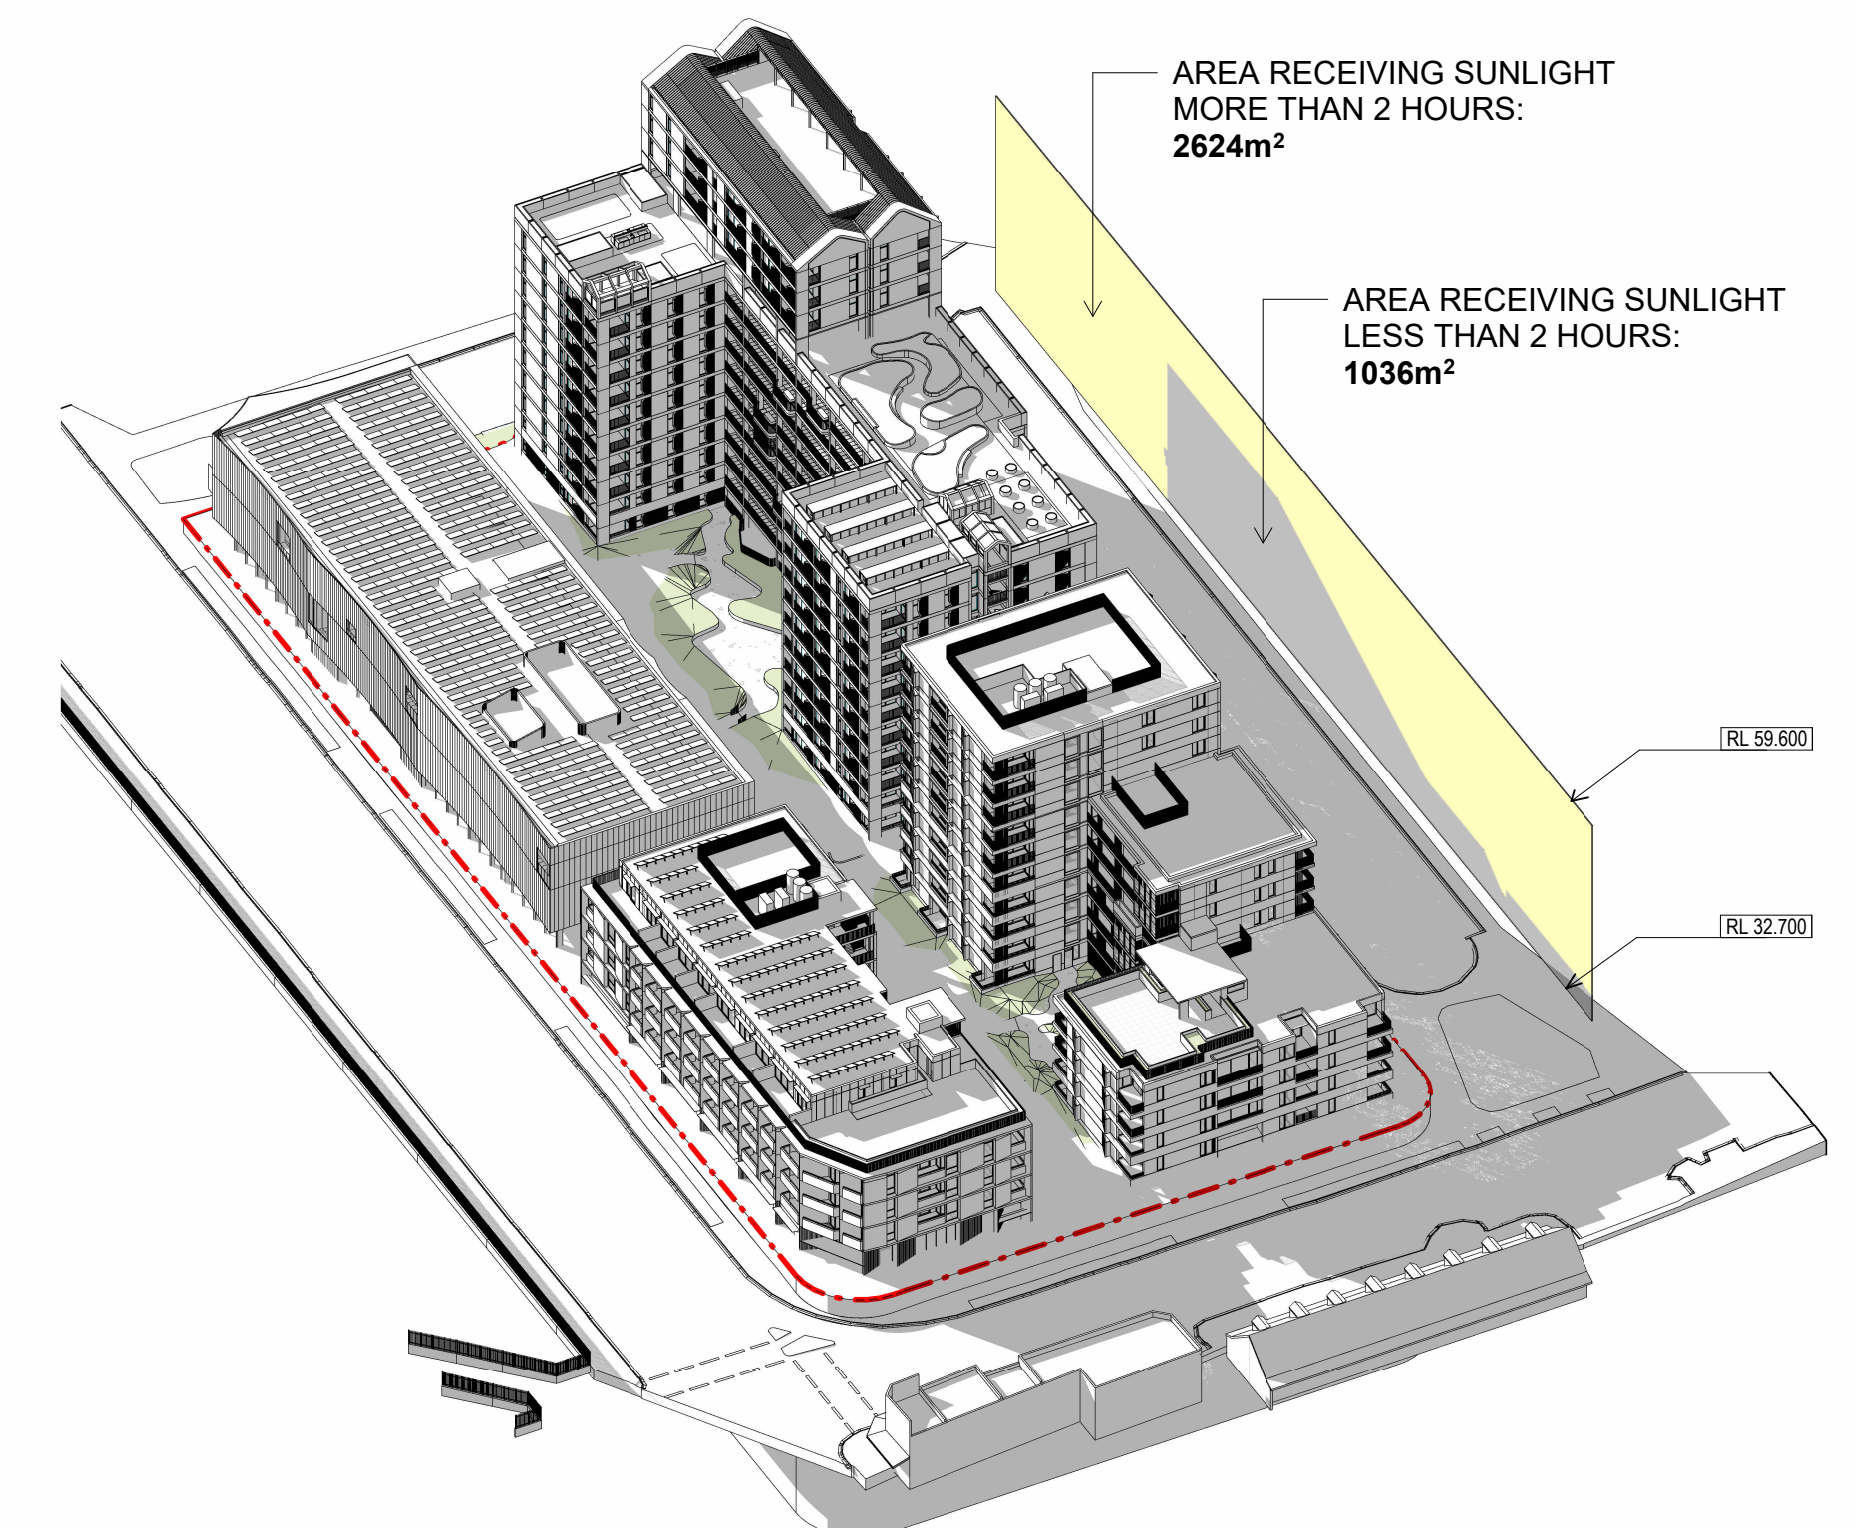 AREA RECEIVING SUNLIGHT
MORE THAN 2 HOURS:
2624m²
AREA RECEIVING SUNLIGHT
LESS THAN 2 HOURS:
1036m²
RL 59.600
RL 32.700